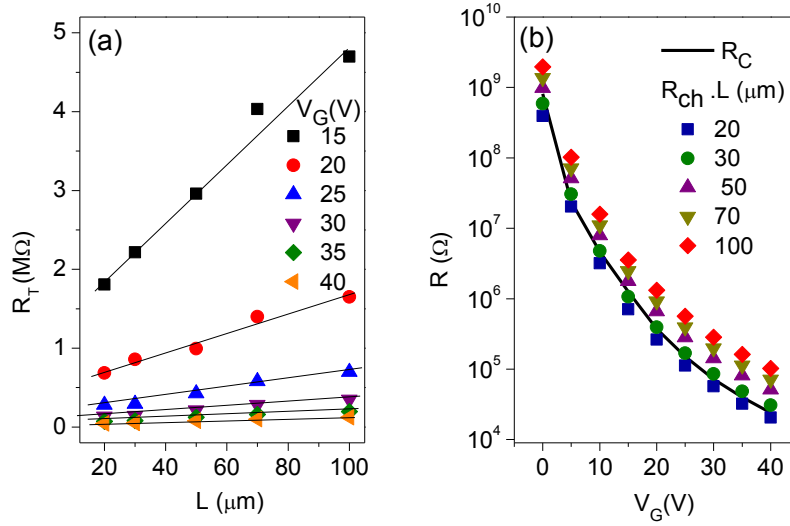 (a)
V_G(V)
15
20
25
30
35
40
5
4
3
2
1
0
R_T (MΩ)
20 40 60 80 100
L (μm)
(b)
R_C
R_ch .L (μm)
20
30
50
70
100
10^10
10^9
10^8
10^7
10^6
10^5
10^4
R (Ω)
0 10 20 30 40
V_G(V)